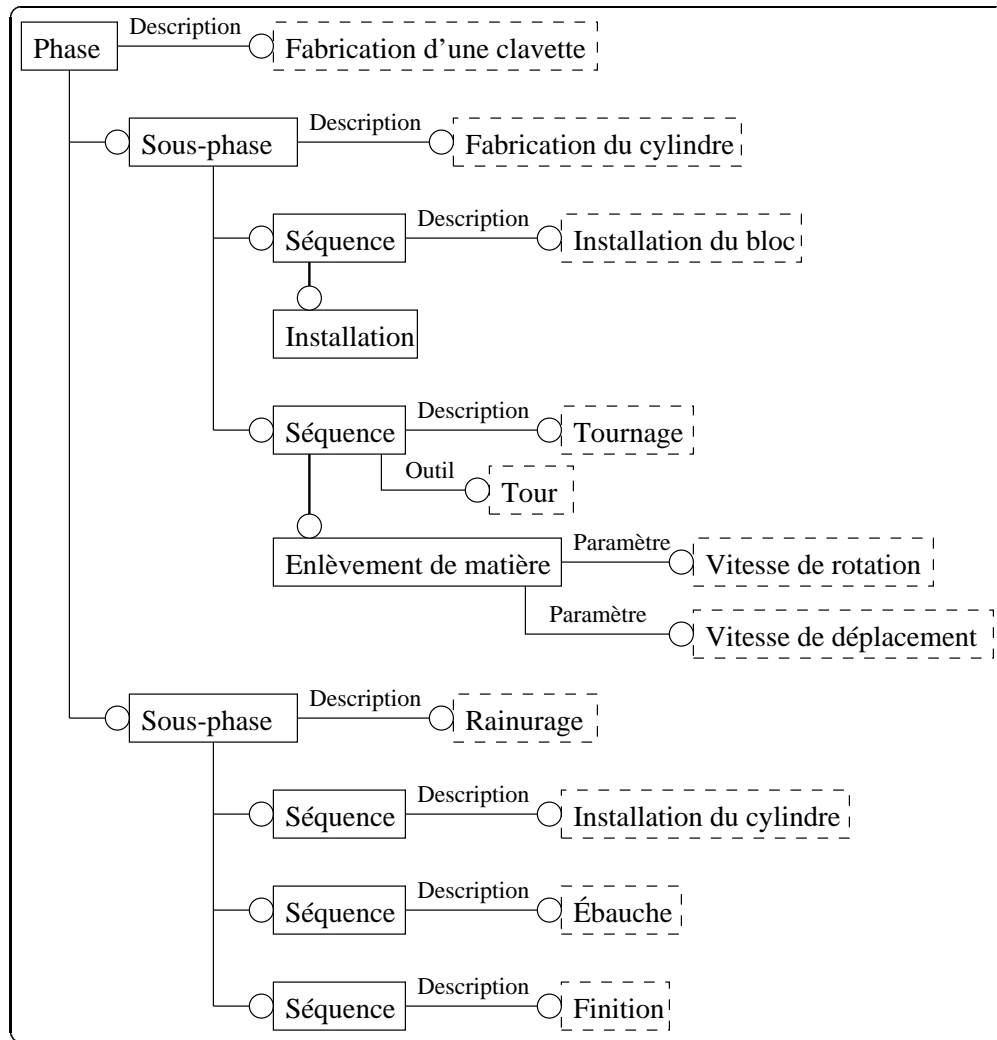 Description
Phase
Fabrication d’une clavette
Description
Sous-phase
Fabrication du cylindre
Description
Séquence
Installation du bloc
Installation
Description
Séquence
Tournage
Outil
Tour
Paramètre
Enlèvement de matière
Vitesse de rotation
Paramètre
Vitesse de déplacement
Description
Sous-phase
Rainurage
Description
Séquence
Installation du cylindre
Description
Séquence
Ébauche
Description
Séquence
Finition